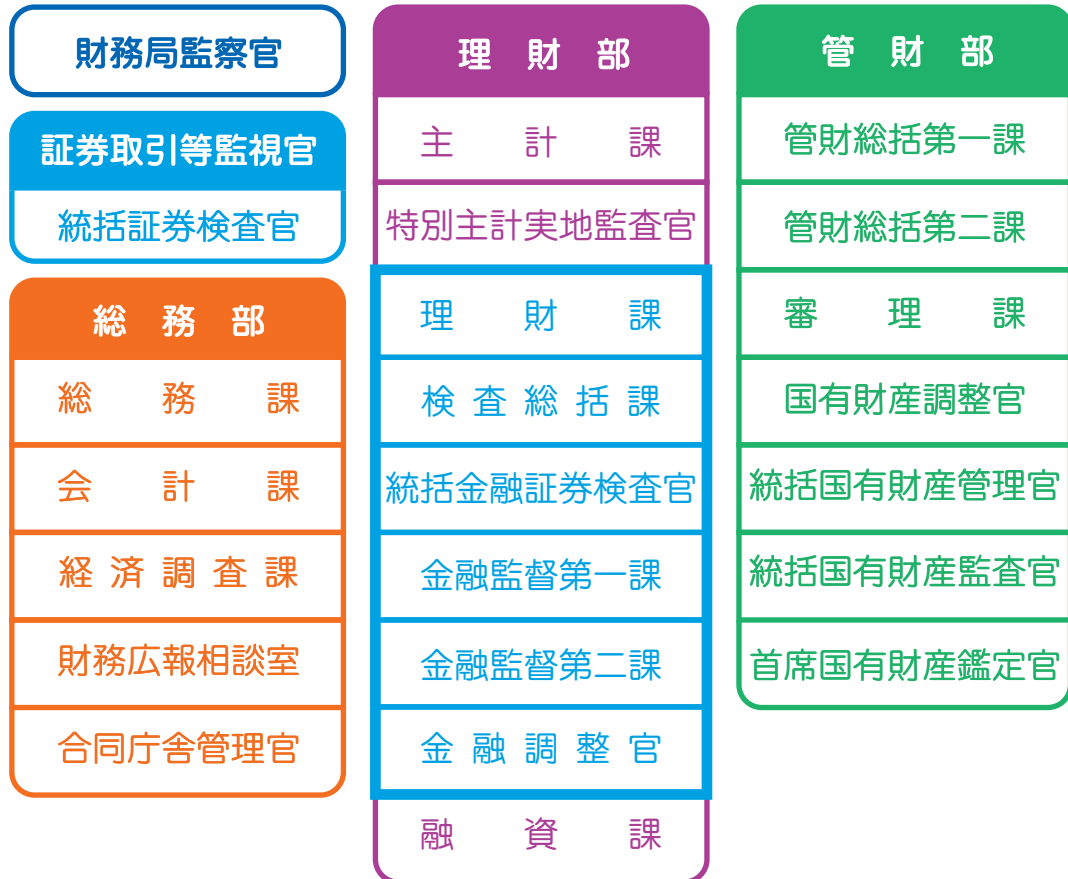 財務局監察官
証券取引等監視官
統括証券検査官
総務部
総務課
会計課
経済調査課
財務広報相談室
合同庁舎管理官
理財部
主計課
特別主計実地監査官
理財課
検査総括課
統括金融証券検査官
金融監督第一課
金融監督第二課
金融調整官
融資課
管財部
管財総括第一課
管財総括第二課
審理課
国有財産調整官
統括国有財産管理官
統括国有財産監査官
首席国有財産鑑定官